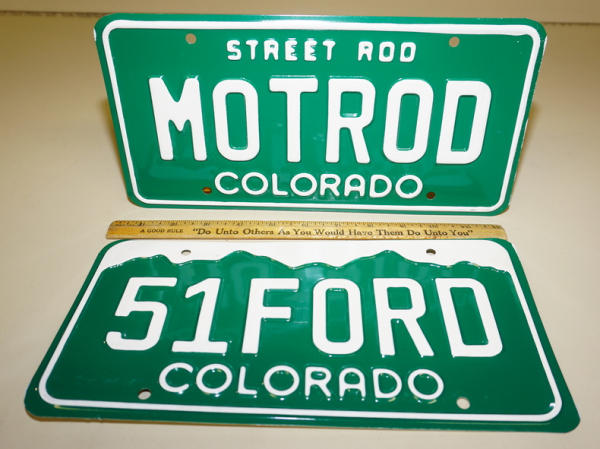 STREET ROD
MOTROD
COLORADO
A GOOD RULE "Do Unto Others As You Would Have Them Do Unto You"
51FORD
COLORADO